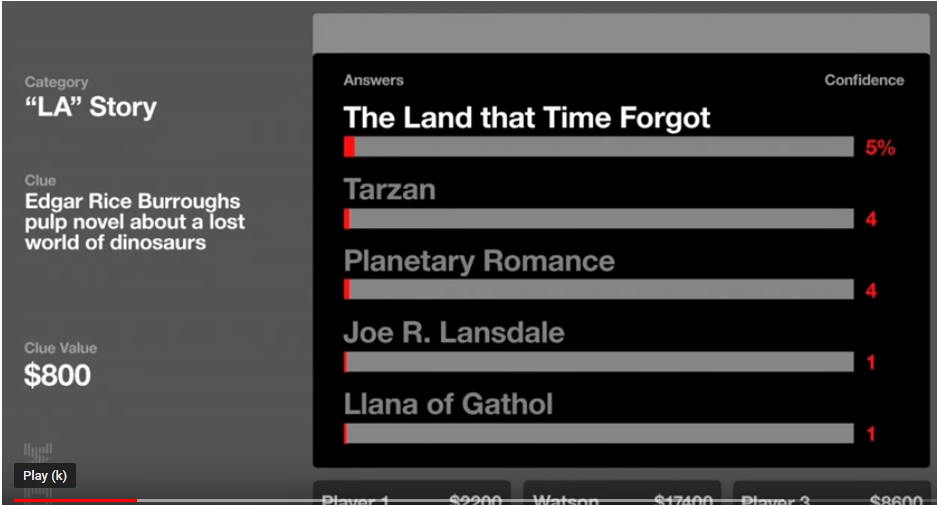 Category
“LA” Story
Clue
Edgar Rice Burroughs
pulp novel about a lost
world of dinosaurs
Clue Value
$800
Answers Confidence
The Land that Time Forgot
5%
Tarzan
4
Planetary Romance
4
Joe R. Lansdale
1
Llana of Gathol
1
Play (k)
Player 1 $2200 Watson $17400 Player 3 $8600